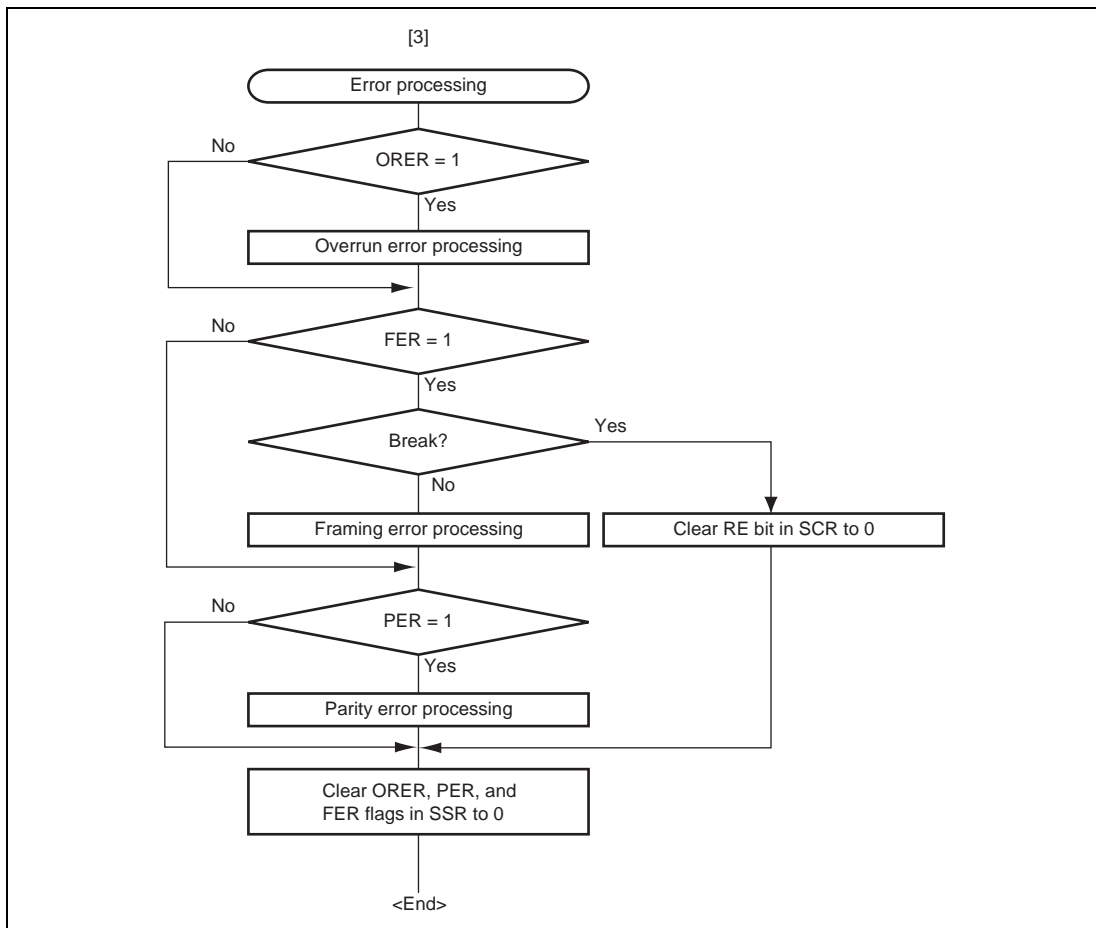 [3]
Error processing
No
ORER = 1
Yes
Overrun error processing
No
FER = 1
Yes
Break?
Yes
No
Framing error processing
Clear RE bit in SCR to 0
No
PER = 1
Yes
Parity error processing
Clear ORER, PER, and
FER flags in SSR to 0
<End>